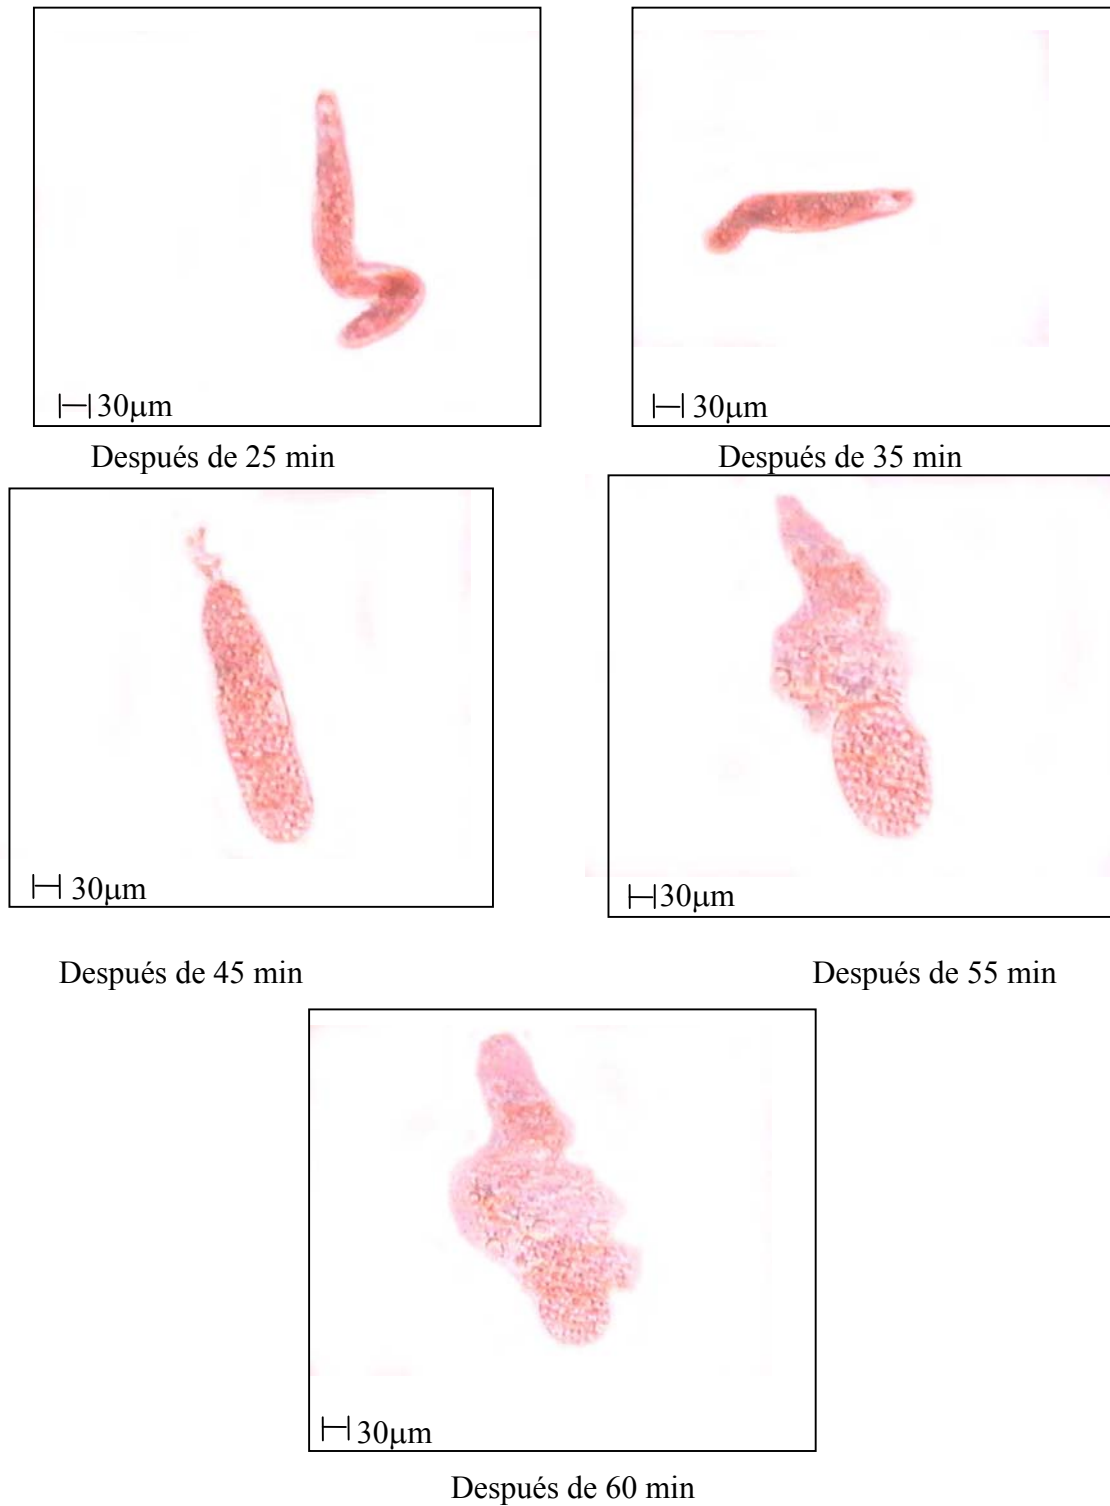 30μm
30μm
Después de 25 min
Después de 35 min
30μm
30μm
Después de 45 min
Después de 55 min
30μm
Después de 60 min